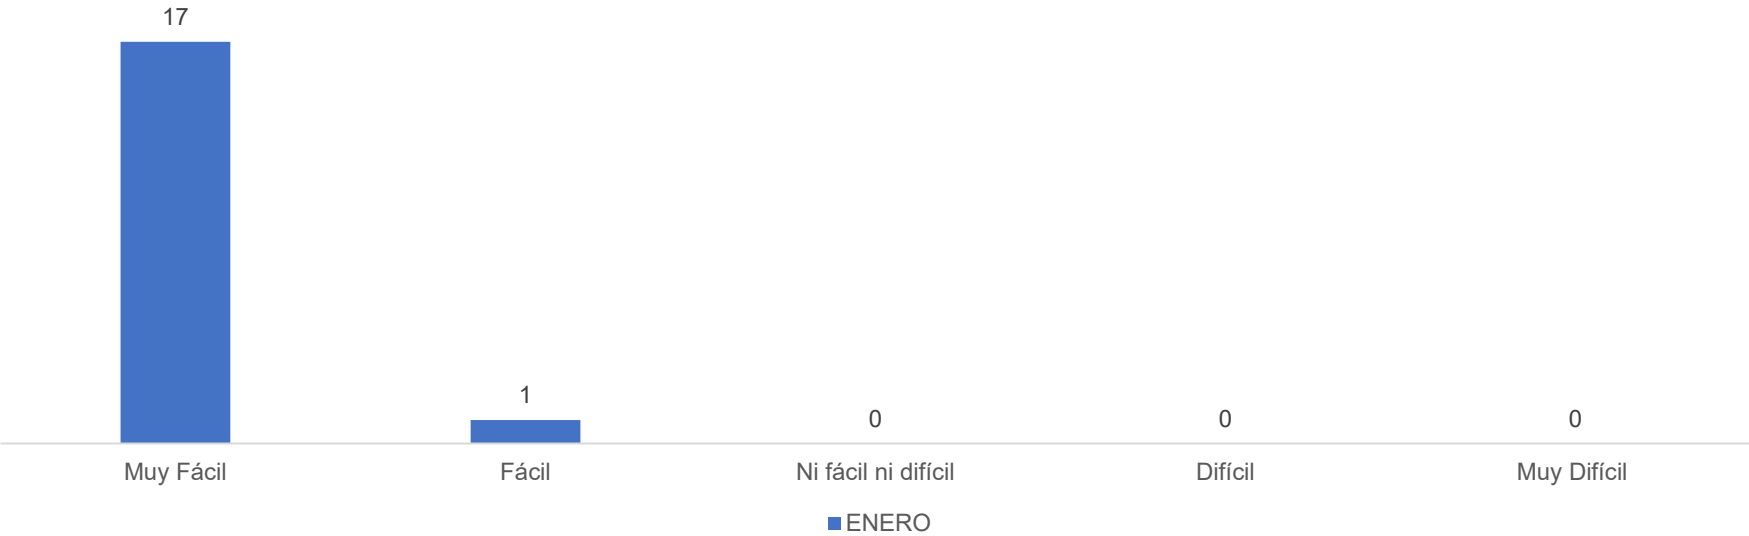 17
1
0
0
0
Muy Fácil
Fácil
Ni fácil ni difícil
Difícil
Muy Difícil
ENERO